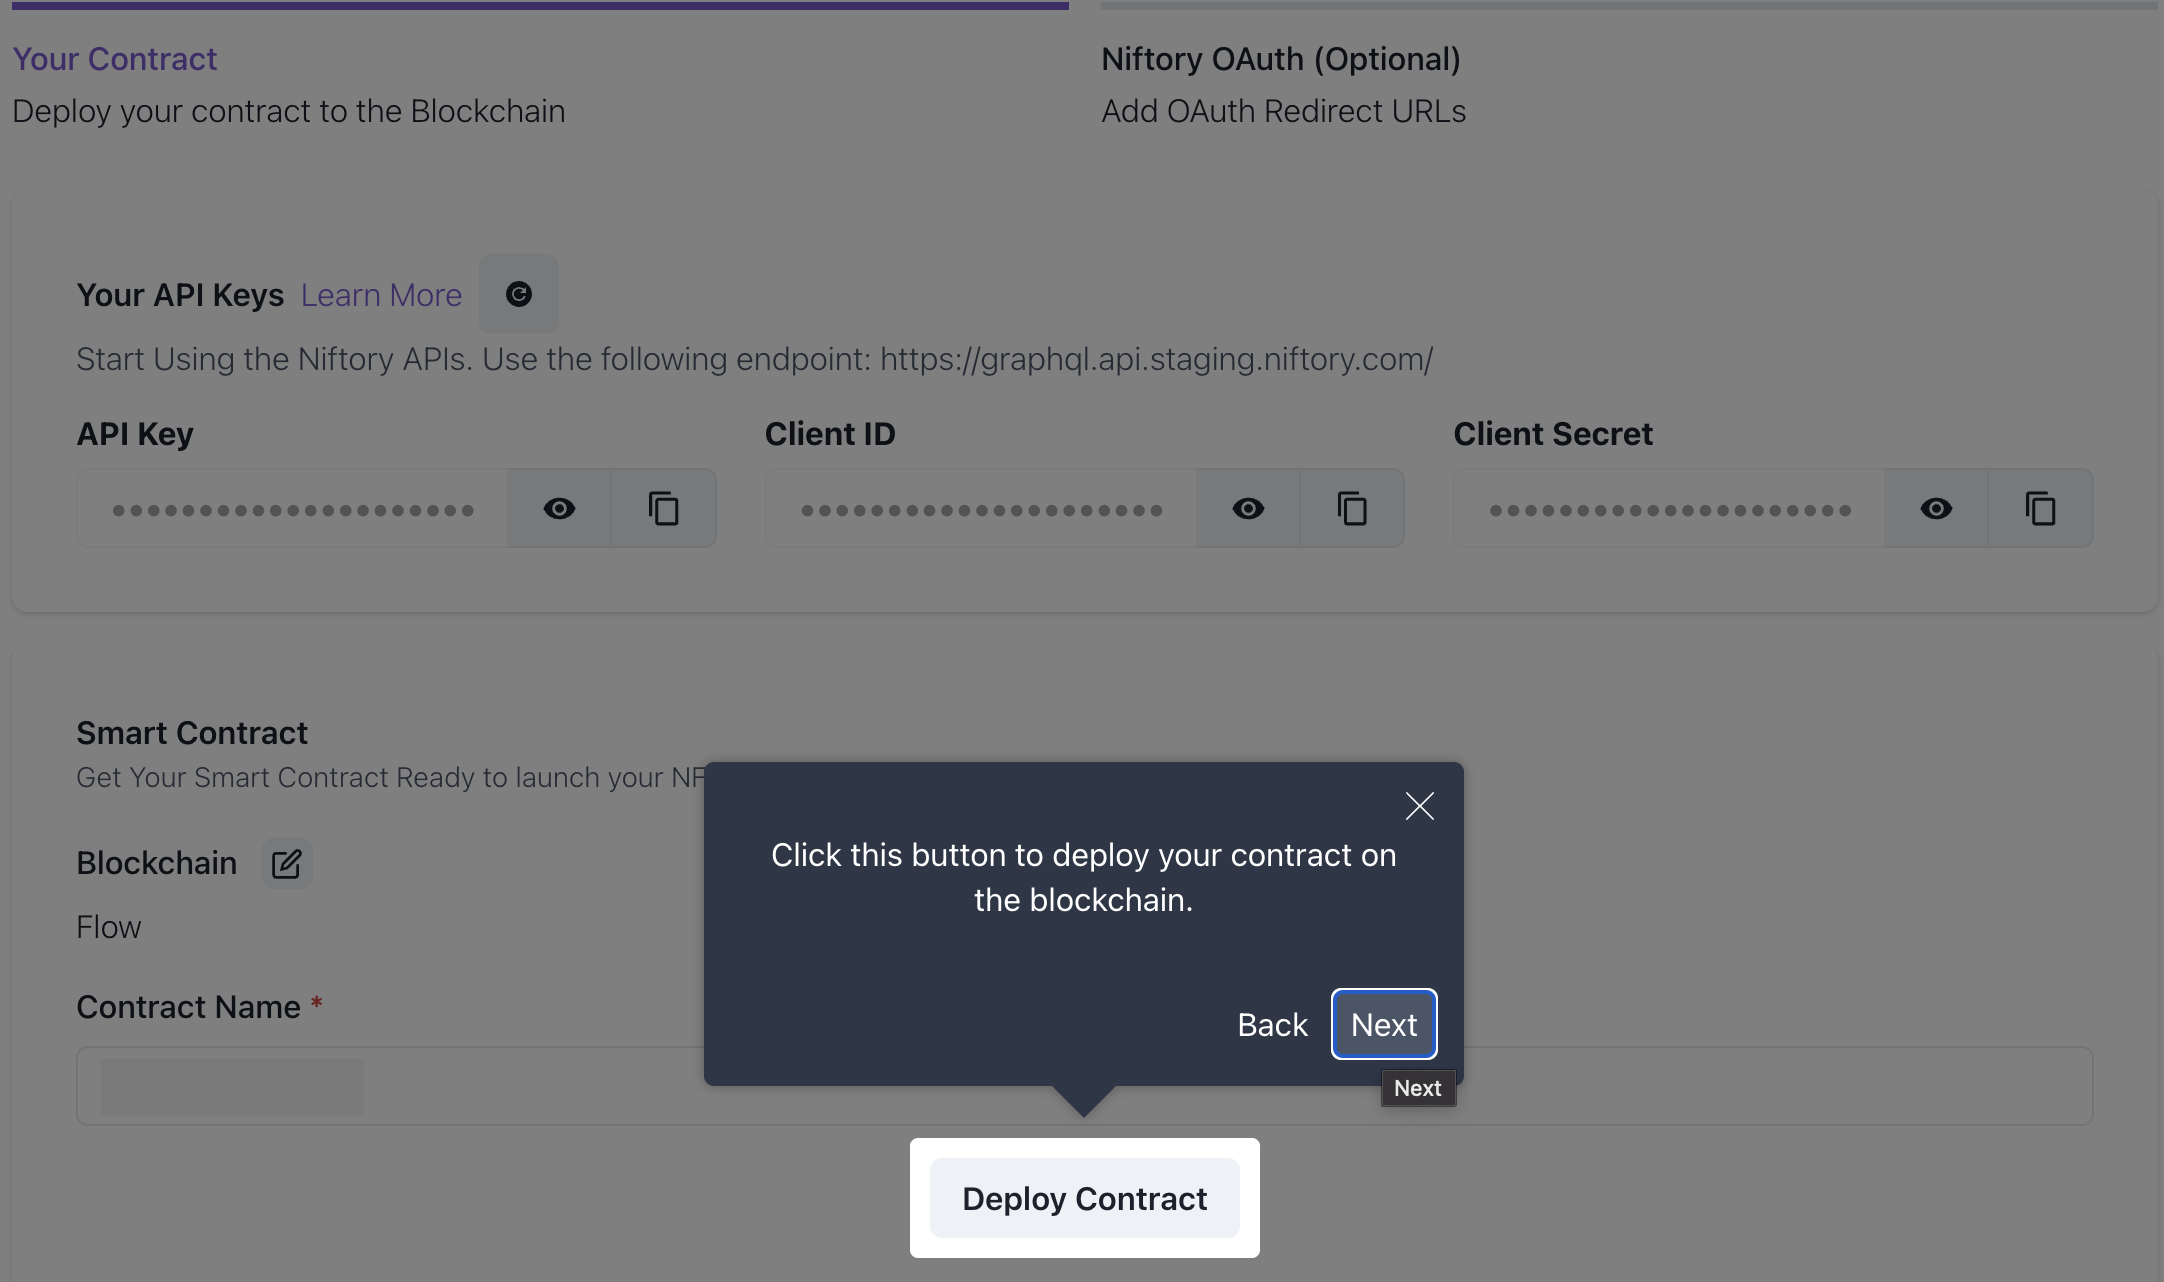 Your Contract
Deploy your contract to the Blockchain
Niftory OAuth (Optional)
Add OAuth Redirect URLs
Your API Keys Learn More
Start Using the Niftory APIs. Use the following endpoint: https://graphql.api.staging.niftory.com/
API Key
Client ID
Client Secret
Smart Contract
Get Your Smart Contract Ready to launch your NF
Blockchain
Flow
Contract Name *
Click this button to deploy your contract on
the blockchain.
Back
Next
Next
Deploy Contract